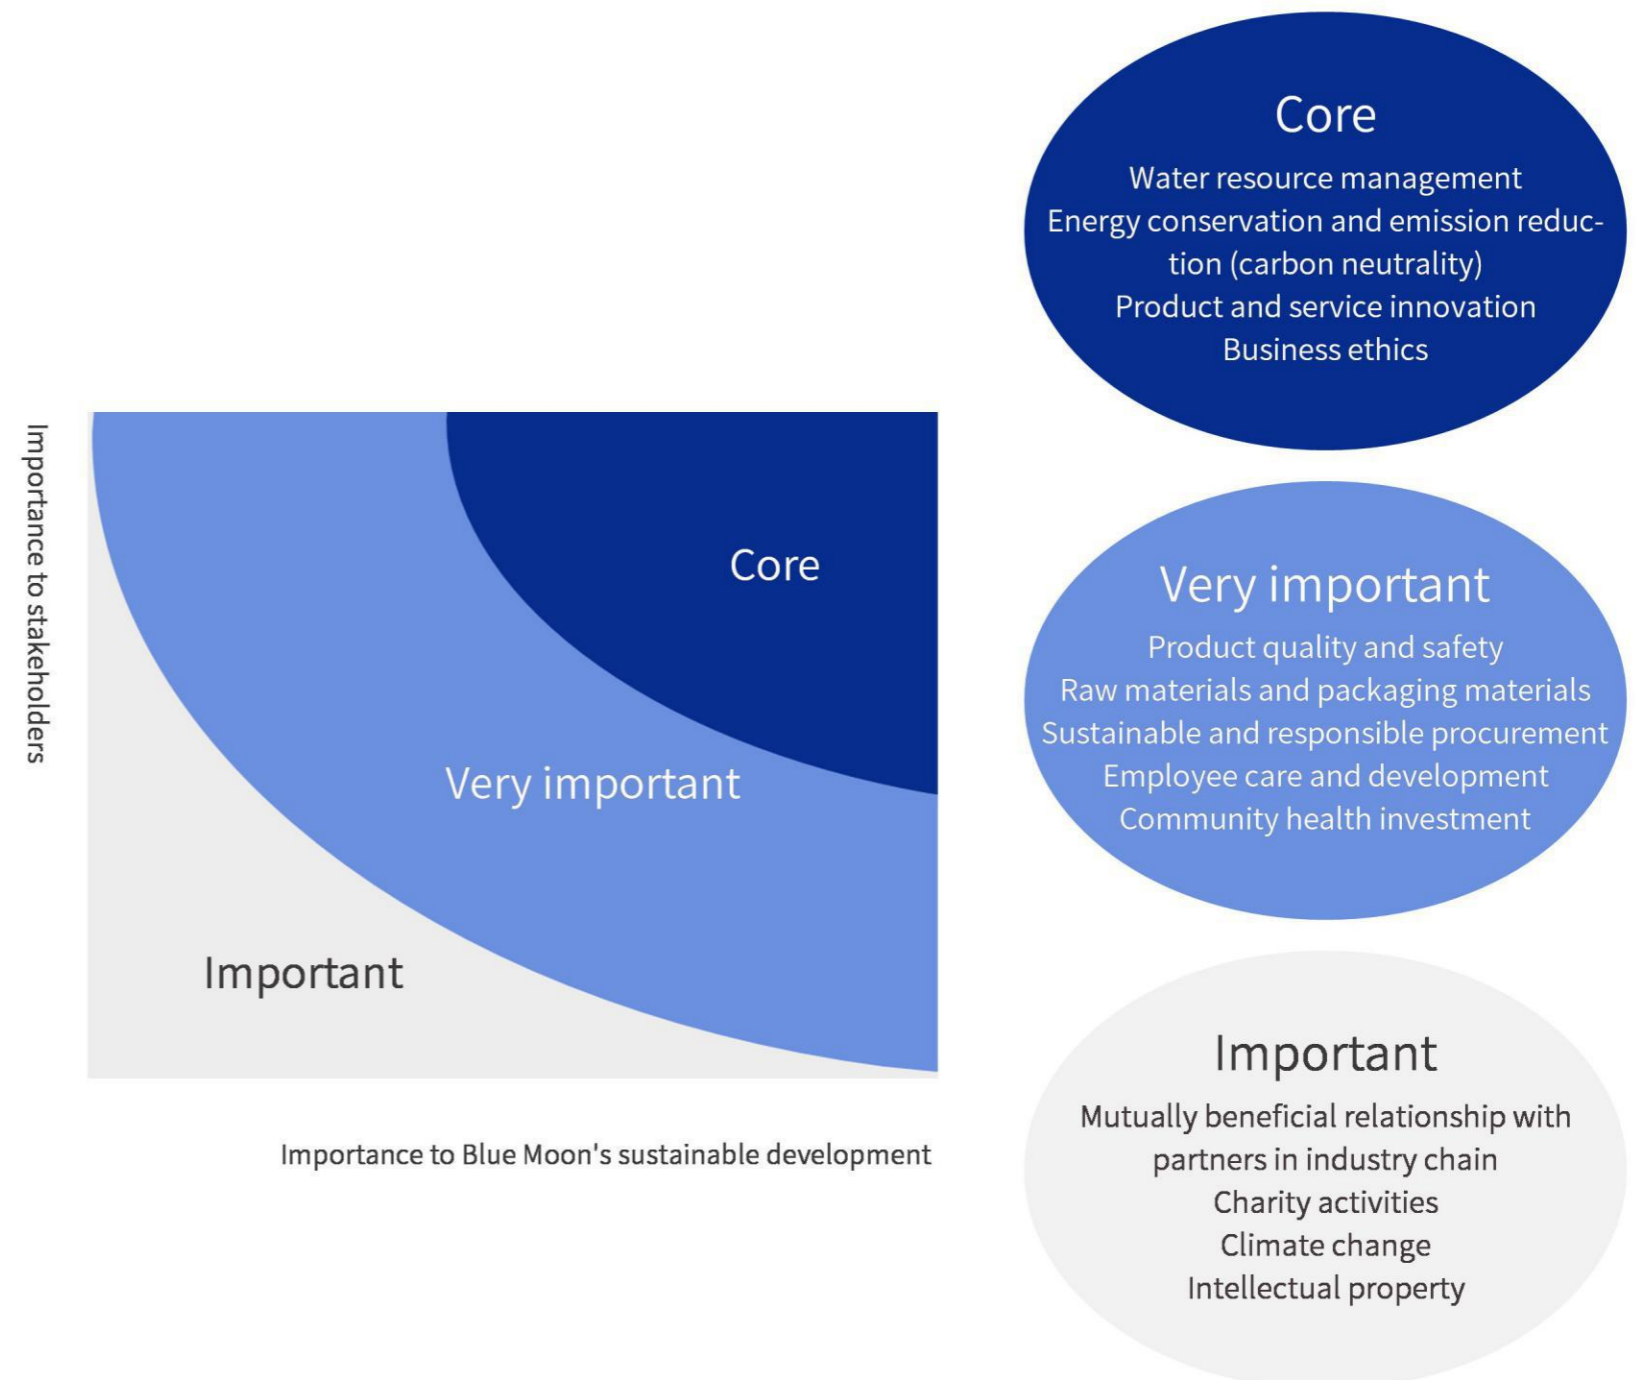 Core
Water resource management
Energy conservation and emission reduc-
tion (carbon neutrality)
Product and service innovation
Business ethics
Importance to stakeholders
Core
Very important
Important
Importance to Blue Moon's sustainable development
Very important
Product quality and safety
Raw materials and packaging materials
Sustainable and responsible procurement
Employee care and development
Community health investment
Important
Mutually beneficial relationship with
partners in industry chain
Charity activities
Climate change
Intellectual property